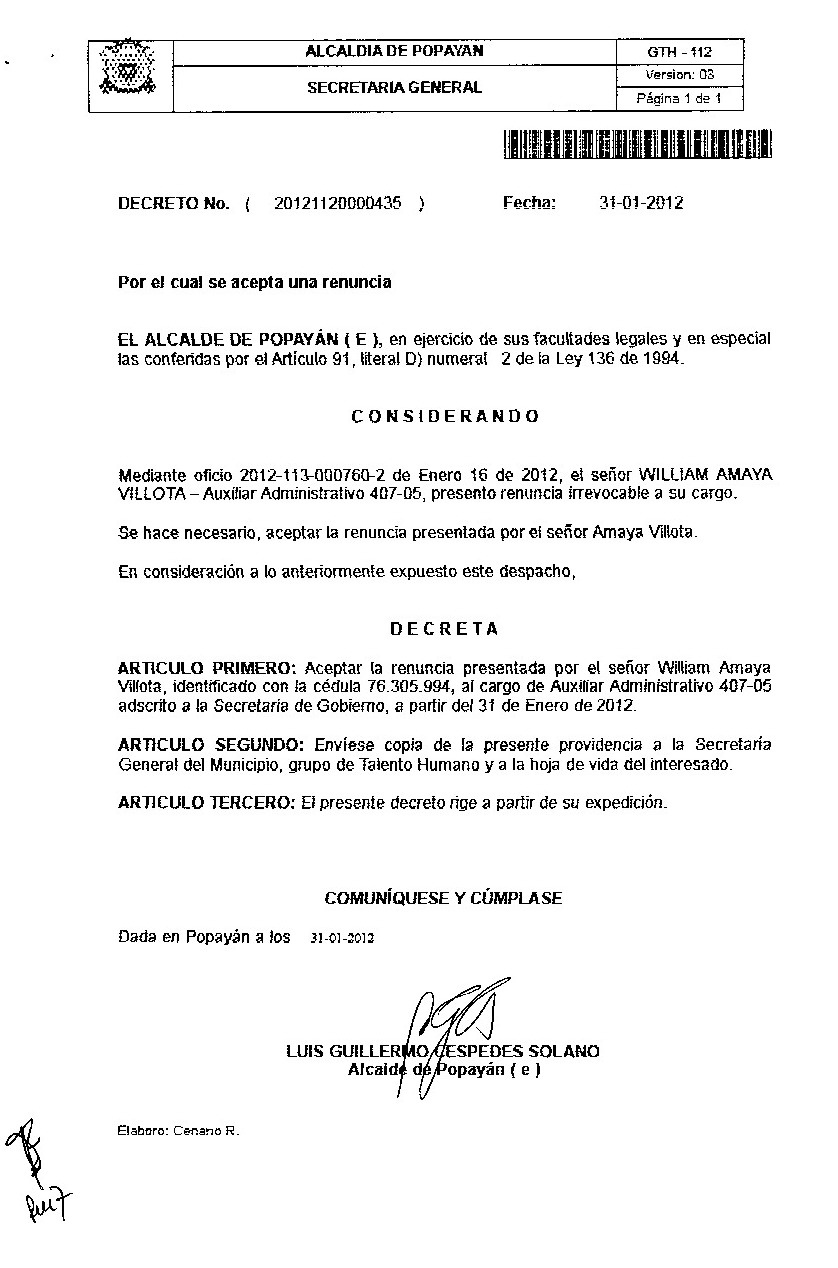 ALCALDIA DE POPAYAN
GTH - 112
SECRETARIA GENERAL
Version: 03
Página 1 de 1
DECRETO No. ( 20121120000435 ) Fecha: 31-01-2012
Por el cual se acepta una renuncia
EL ALCALDE DE POPAYÁN ( E ), en ejercicio de sus facultades legales y en especial
las conferidas por el Artículo 91, literal D) numeral 2 de la Ley 136 de 1994.
CONSIDERANDO
Mediante oficio 2012-113-000760-2 de Enero 16 de 2012, el señor WILLIAM AMAYA
VILLOTA – Auxiliar Administrativo 407-05, presento renuncia irrevocable a su cargo.
Se hace necesario, aceptar la renuncia presentada por el señor Amaya Villota.
En consideración a lo anteriormente expuesto este despacho,
DECRETA
ARTICULO PRIMERO: Aceptar la renuncia presentada por el señor William Amaya
Villota, identificado con la cédula 76.305.994, al cargo de Auxiliar Administrativo 407-05
adscrito a la Secretaría de Gobierno, a partir del 31 de Enero de 2012.
ARTICULO SEGUNDO: Envíese copia de la presente providencia a la Secretaría
General del Municipio, grupo de Talento Humano y a la hoja de vida del interesado.
ARTICULO TERCERO: El presente decreto rige a partir de su expedición.
COMUNÍQUESE Y CÚMPLASE
Dada en Popayán a los 31-01-2012
LUIS GUILLERMO CESPEDES SOLANO
Alcalde de Popayán ( e )
Elaboro: Cenario R.